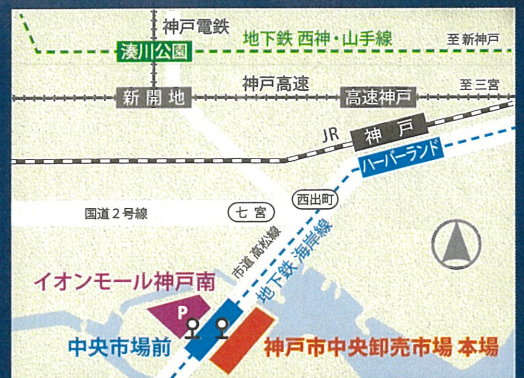 神戸電鉄
地下鉄 西神・山手線
至新神戸
湊川公園
神戸高速
至三宮
新開地
高速神戸
JR
神戸
ハーバーランド
西出町
七宮
国道2号線
市道高松線
地下鉄 海岸線
イオンモール神戸南
P
中央市場前
神戸市中央卸売市場 本場